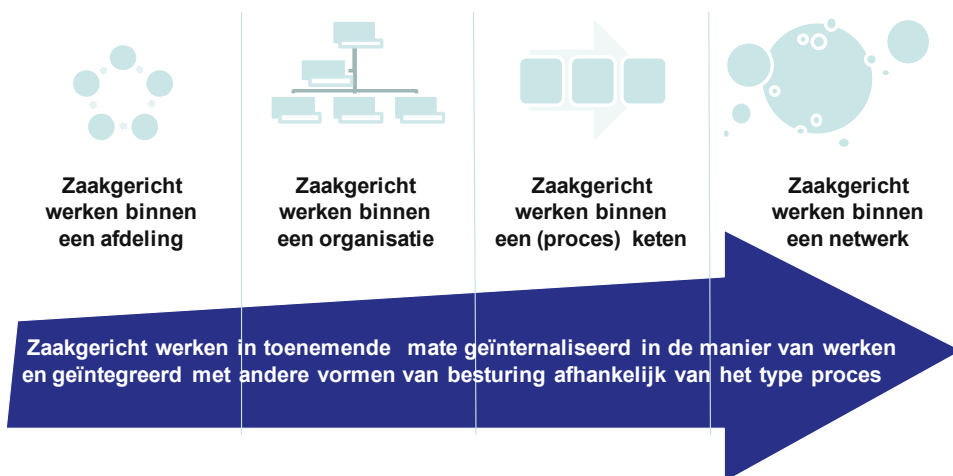 Zaakgericht
werken binnen
een afdeling
Zaakgericht
werken binnen
een organisatie
Zaakgericht
werken binnen
een (proces) keten
Zaakgericht
werken binnen
een netwerk
Zaakgericht werken in toenemende mate geïnternaliseerd in de manier van werken
en geïntegreerd met andere vormen van besturing afhankelijk van het type proces